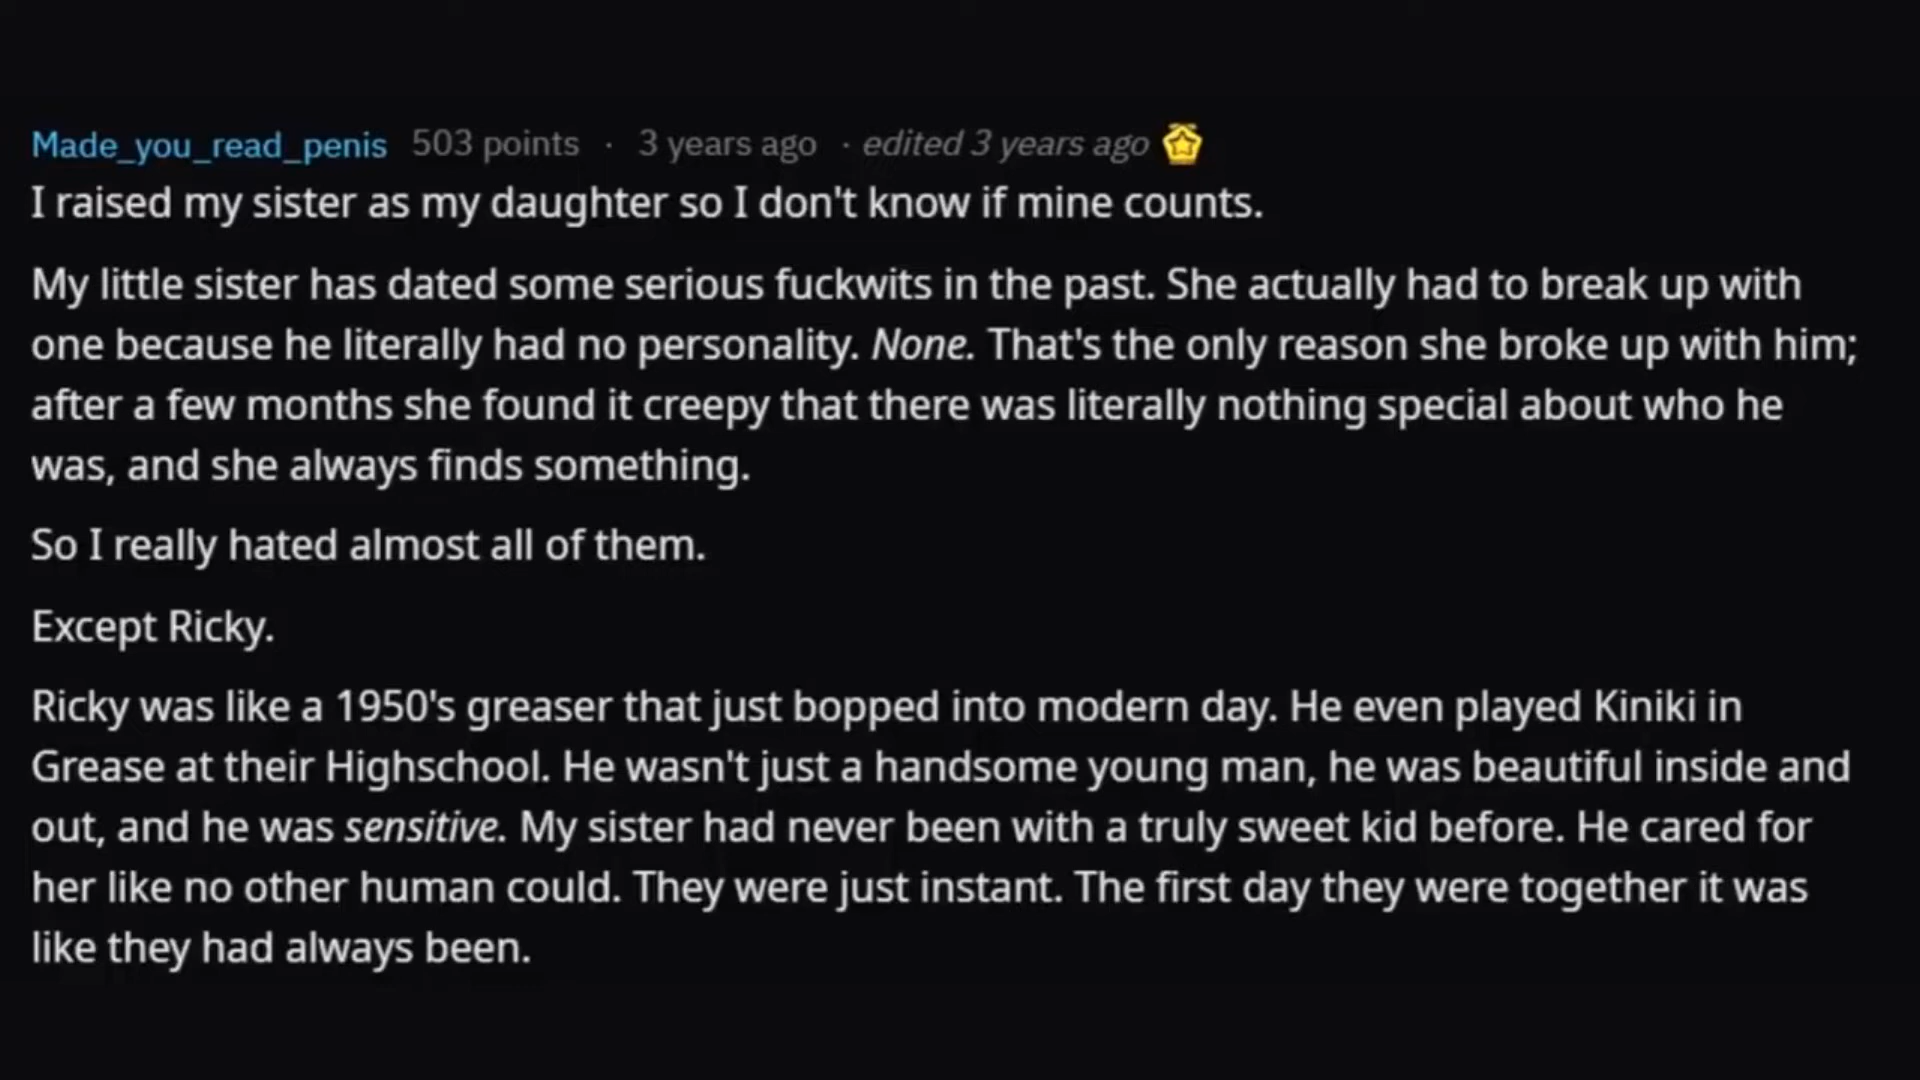 Made_you_read_penis 503 points · 3 years ago · edited 3 years ago
I raised my sister as my daughter so I don't know if mine counts.
My little sister has dated some serious fuckwits in the past. She actually had to break up with
one because he literally had no personality. None. That's the only reason she broke up with him;
after a few months she found it creepy that there was literally nothing special about who he
was, and she always finds something.
So I really hated almost all of them.
Except Ricky.
Ricky was like a 1950's greaser that just bopped into modern day. He even played Kiniki in
Grease at their Highschool. He wasn't just a handsome young man, he was beautiful inside and
out, and he was sensitive. My sister had never been with a truly sweet kid before. He cared for
her like no other human could. They were just instant. The first day they were together it was
like they had always been.